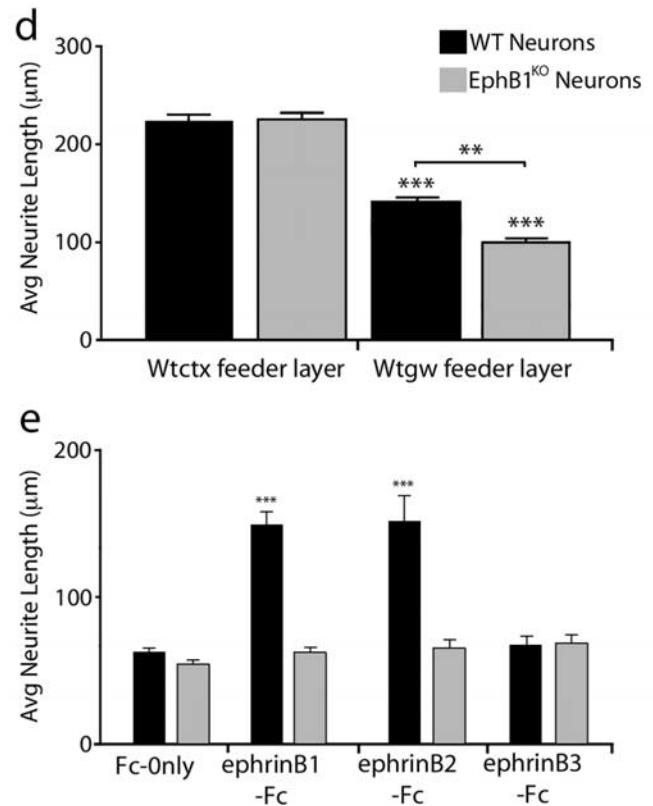 d
WT Neurons
EphB1KO Neurons
Avg Neurite Length (μm)
300
200
100
0
**
***
***
Wtctx feeder layer
Wtgw feeder layer
e
Avg Neurite Length (μm)
200
100
0
***
***
Fc-0nly
ephrinB1
-Fc
ephrinB2
-Fc
ephrinB3
-Fc